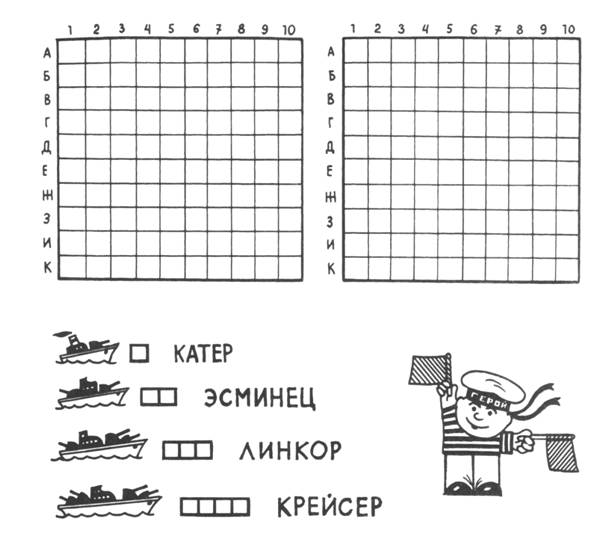 1 2 3 4 5 6 7 8 9 10
А
Б
В
Г
Д
Е
Ж
З
И
К
1 2 3 4 5 6 7 8 9 10
А
Б
В
Г
Д
Е
Ж
З
И
К
КАТЕР
ЭСМИНЕЦ
ЛИНКОР
КРЕЙСЕР
ГЕРОЙ